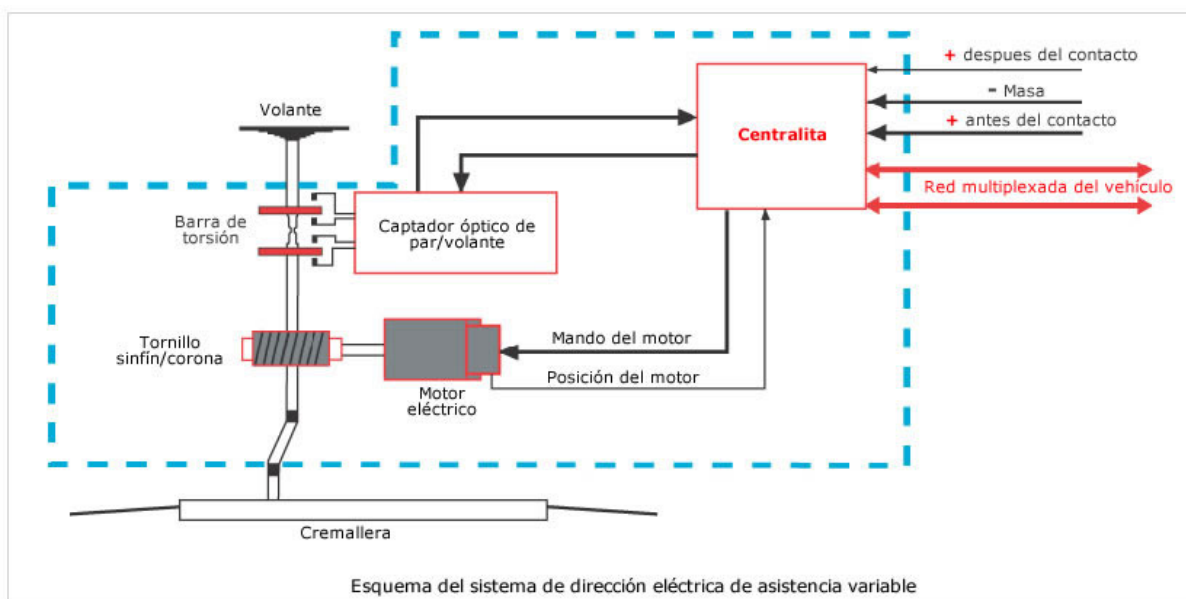 + despues del contacto
- Masa
+ antes del contacto
Red multiplexada del vehículo
Centralita
Volante
Barra de
torsión
Captador óptico de
par/volante
Tornillo
sinfín/corona
Mando del motor
Posición del motor
Motor
eléctrico
Cremallera
Esquema del sistema de dirección eléctrica de asistencia variable